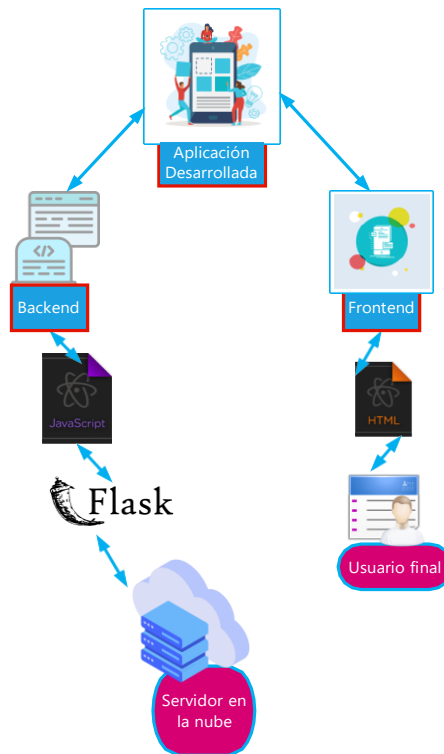 Aplicación
Desarrollada
Backend
Frontend
JavaScript
HTML
Flask
Usuario final
Servidor en
la nube